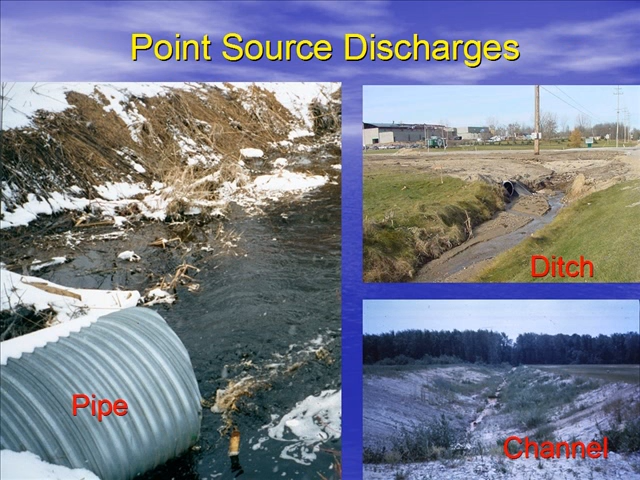 Point Source Discharges
Pipe
Ditch
Channel